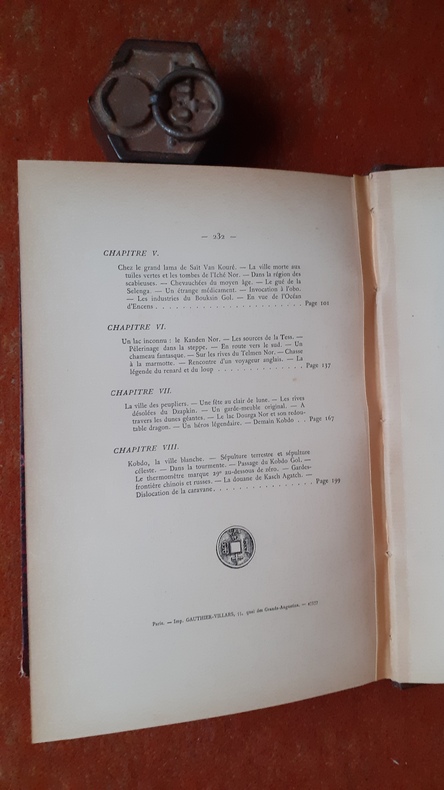 — 232 —
CHAPITRE V.
Chez le grand lama de Saït Van Kouré. — La ville morte aux
tuiles vertes et les tombes de l'Iché Nor. — Dans la région des
scabieuses. — Chevauchées du moyen âge. — Le gué de la
Selenga. — Un étrange médicament. — Invocation à l'obo.
— Les industries du Boukün Gol. — En vue de l'Océan
d'Encens . . . . . . . . . . . . . . . . . . . . . . Page 101
CHAPITRE VI.
Un lac inconnu : le Kanden Nor. — Les sources de la Tess. —
Pèlerinage dans la steppe. — En route vers le sud. — Un
chameau fantasque. — Sur les rives du Telmen Nor. — Chasse
à la marmotte. — Rencontre d'un voyageur anglais. — La
légende du renard et du loup . . . . . . . . . . . . . . Page 137
CHAPITRE VII.
La ville des peupliers. — Une fête au clair de lune. — Les rives
désolées du Dzapkin. — Un garde-meuble original. — A
travers les dunes géantes. — Le lac Dourga Nor et son redou-
table dragon. — Un héros légendaire. — Demain Kobdo . . Page 167
CHAPITRE VIII.
Kobdo, la ville blanche. — Sépulture terrestre et sépulture
céleste. — Dans la tourmente. — Passage du Kobdo Gol. —
Le thermomètre marque 29° au-dessous de zéro. — Gardes-
frontière chinois et russes. — La douane de Kasch Agatch. —
Dislocation de la caravane . . . . . . . . . . . . . . . Page 199
Paris. — Imp. GAUTHIER-VILLARS, 55, quai des Grands-Augustins. —